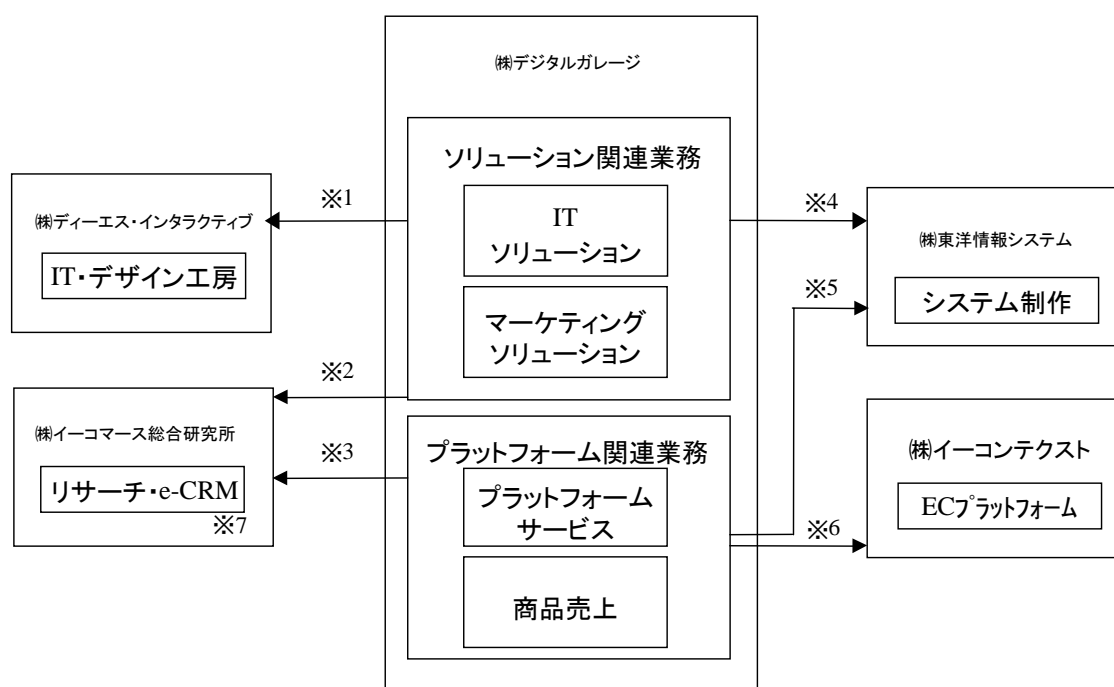 ㈱デジタルガレージ
ソリューション関連業務
IT
ソリューション
マーケティング
ソリューション
※1
㈱ディーエス・インタラクティブ
IT・デザイン工房
※2
㈱イーコマース総合研究所
リサーチ・e-CRM
※7
※3
プラットフォーム関連業務
プラットフォーム
サービス
商品売上
※4
㈱東洋情報システム
システム制作
※5
㈱イーコンテクスト
ECプラットフォーム
※6